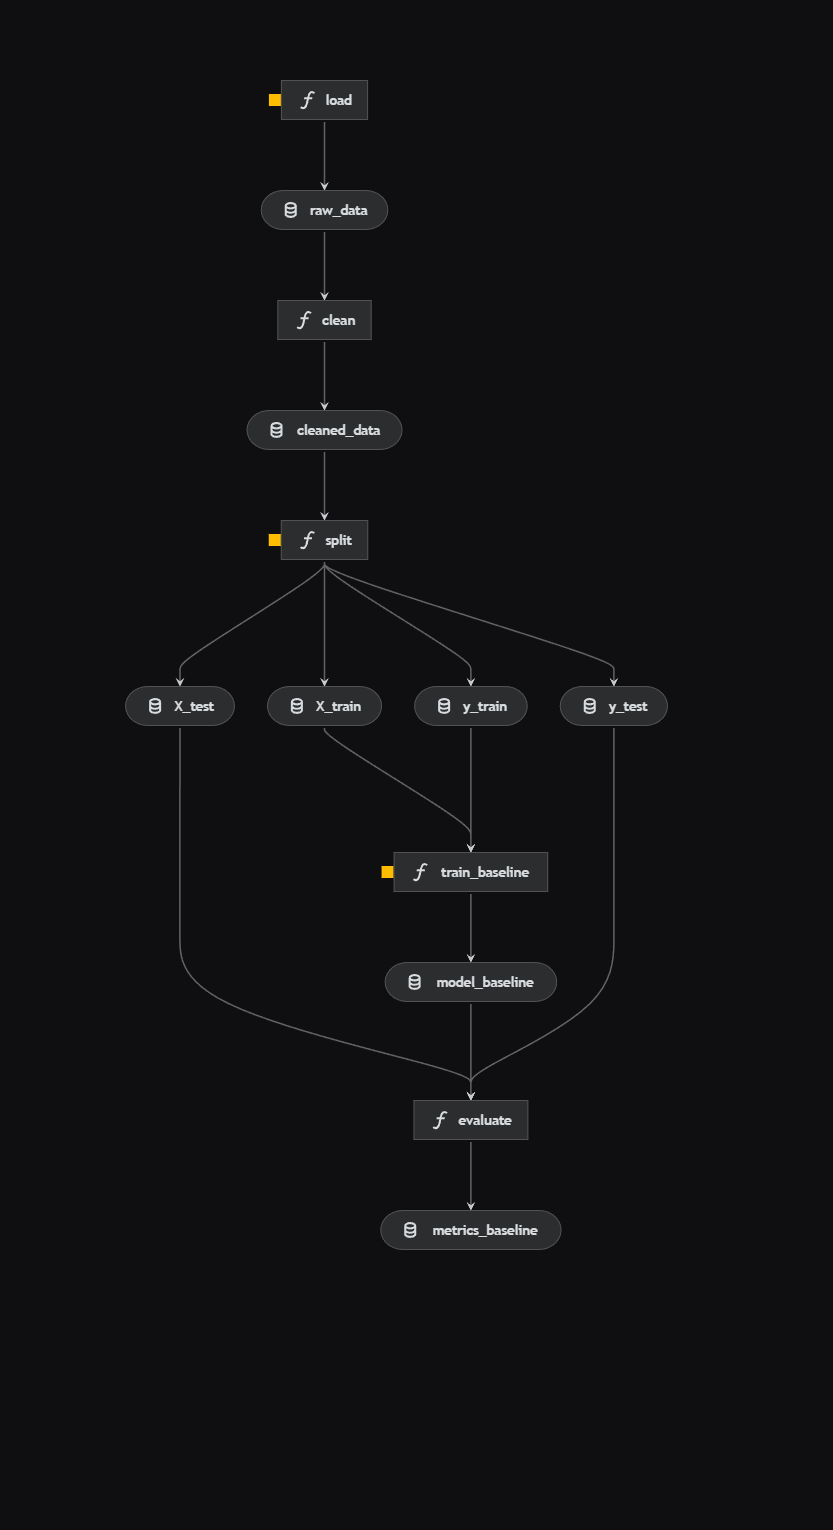 load
raw_data
clean
cleaned_data
split
X_test
X_train
y_train
y_test
train_baseline
model_baseline
evaluate
metrics_baseline